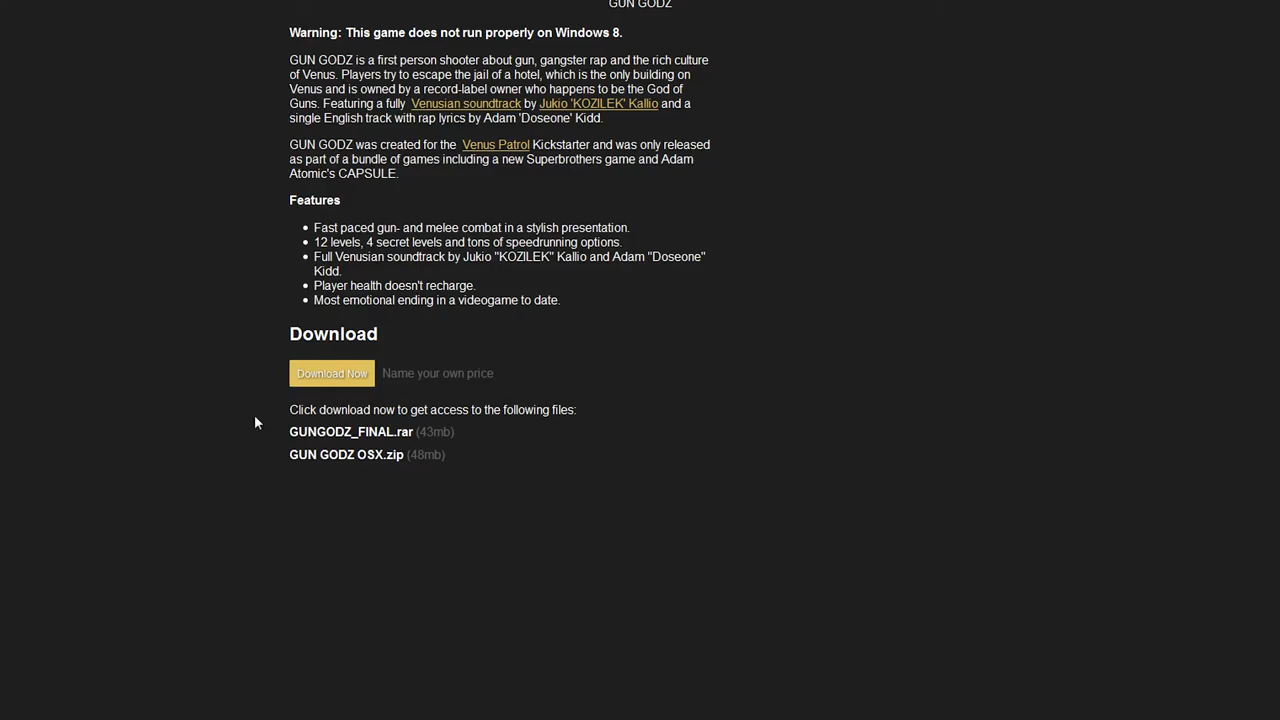 GUN GODZ
Warning: This game does not run properly on Windows 8.
GUN GODZ is a first person shooter about gun, gangster rap and the rich culture
of Venus. Players try to escape the jail of a hotel, which is the only building on
Venus and is owned by a record-label owner who happens to be the God of
Guns. Featuring a fully Venusian soundtrack by Jukio 'KOZILEK' Kallio and a
single English track with rap lyrics by Adam 'Doseone' Kidd.
GUN GODZ was created for the Venus Patrol Kickstarter and was only released
as part of a bundle of games including a new Superbrothers game and Adam
Atomic's CAPSULE.
Features
• Fast paced gun- and melee combat in a stylish presentation.
• 12 levels, 4 secret levels and tons of speedrunning options.
• Full Venusian soundtrack by Jukio "KOZILEK" Kallio and Adam "Doseone"
Kidd.
• Player health doesn't recharge.
• Most emotional ending in a videogame to date.
Download
Download Now Name your own price
Click download now to get access to the following files:
GUNGODZ_FINAL.rar (43mb)
GUN GODZ OSX.zip (48mb)